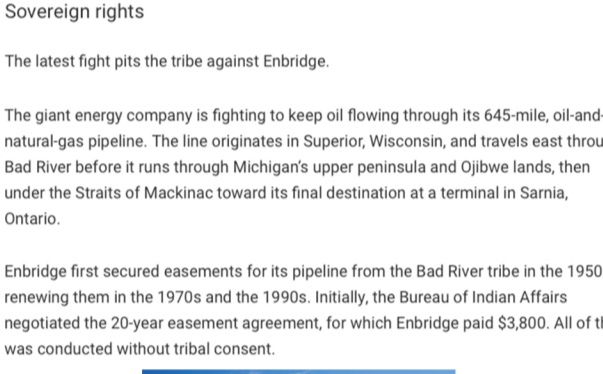 Sovereign rights
The latest fight pits the tribe against Enbridge.
The giant energy company is fighting to keep oil flowing through its 645-mile, oil-and-
natural-gas pipeline. The line originates in Superior, Wisconsin, and travels east throu
Bad River before it runs through Michigan's upper peninsula and Ojibwe lands, then
under the Straits of Mackinac toward its final destination at a terminal in Sarnia,
Ontario.
Enbridge first secured easements for its pipeline from the Bad River tribe in the 1950
renewing them in the 1970s and the 1990s. Initially, the Bureau of Indian Affairs
negotiated the 20-year easement agreement, for which Enbridge paid $3,800. All of t
was conducted without tribal consent.